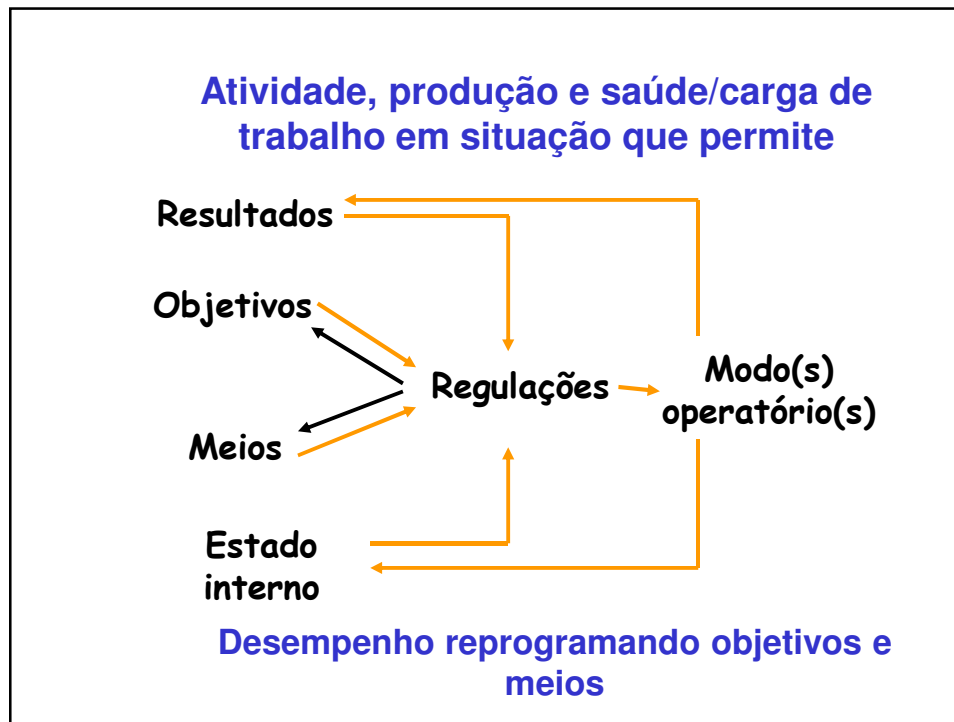 Atividade, produção e saúde/carga de
trabalho em situação que permite
Resultados
Objetivos
Regulações
Modo(s)
operatório(s)
Meios
Estado
interno
Desempenho reprogramando objetivos e
meios